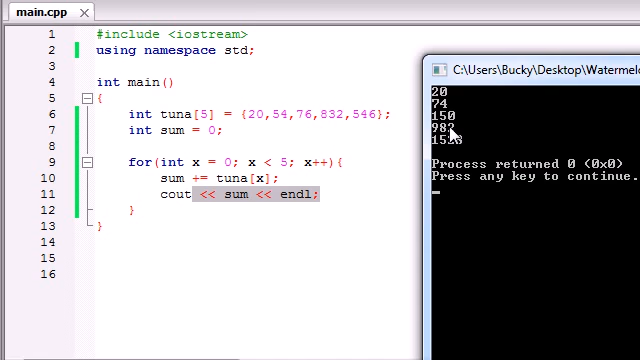 main.cpp
1 #include <iostream>
2 using namespace std;
3
4 int main()
5 {
6 int tuna[5] = {20,54,76,832,546};
7 int sum = 0;
8
9 for(int x = 0; x < 5; x++){
10 sum += tuna[x];
11 cout << sum << endl;
12 }
13 }
14
15
16
C:\Users\Bucky\Desktop\Watermelo
20
74
150
982
1528
Process returned 0 (0x0)
Press any key to continue.